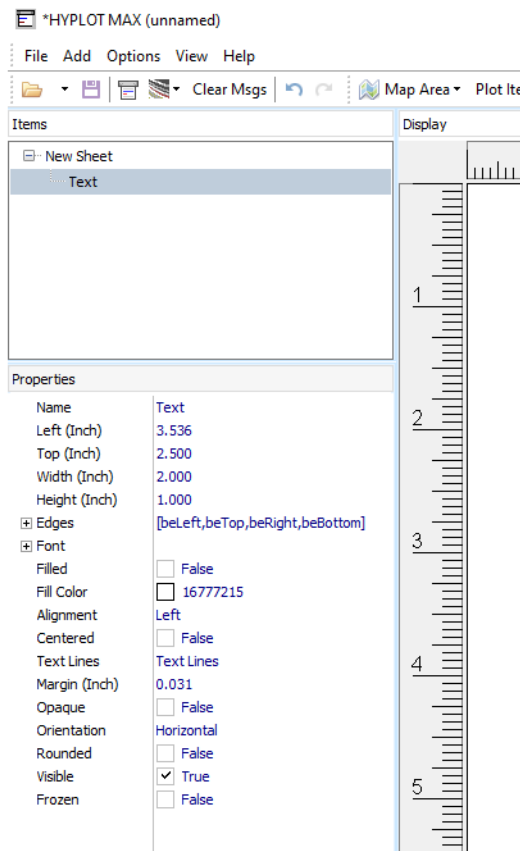 *HYPLOT MAX (unnamed)
File Add Options View Help
Clear Msgs Map Area Plot Ite
Items
Display
New Sheet
Text
Properties
Name Text
Left (Inch) 3.536
Top (Inch) 2.500
Width (Inch) 2.000
Height (Inch) 1.000
Edges [beLeft,beTop,beRight,beBottom]
Font
Filled False
Fill Color 16777215
Alignment Left
Centered False
Text Lines Text Lines
Margin (Inch) 0.031
Opaque False
Orientation Horizontal
Rounded False
Visible True
Frozen False
1
2
3
4
5